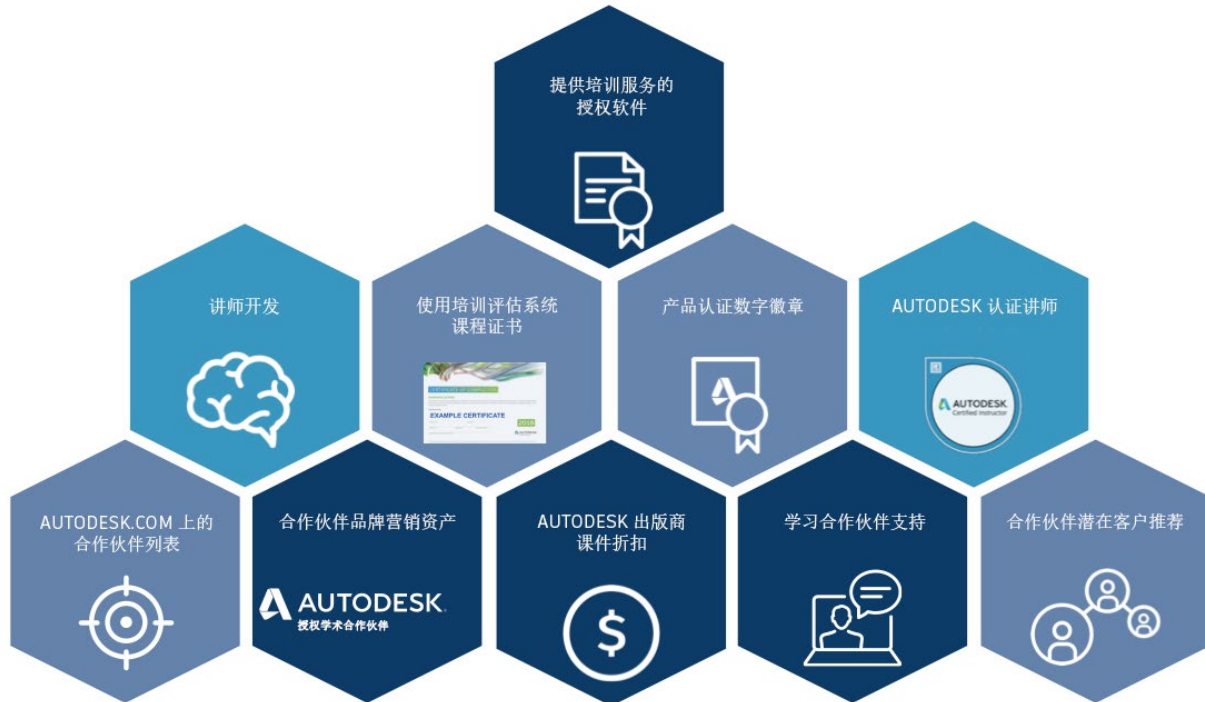 提供培训服务的
授权软件
讲师开发
使用培训评估系统
课程证书
产品认证数字徽章
AUTODESK 认证讲师
EXAMPLE CERTIFICATE
AUTODESK
Certified Instructor
AUTODESK.COM 上的
合作伙伴列表
合作伙伴品牌营销资产
AUTODESK.
授权学术合作伙伴
AUTODESK 出版商
课件折扣
$
学习合作伙伴支持
合作伙伴潜在客户推荐